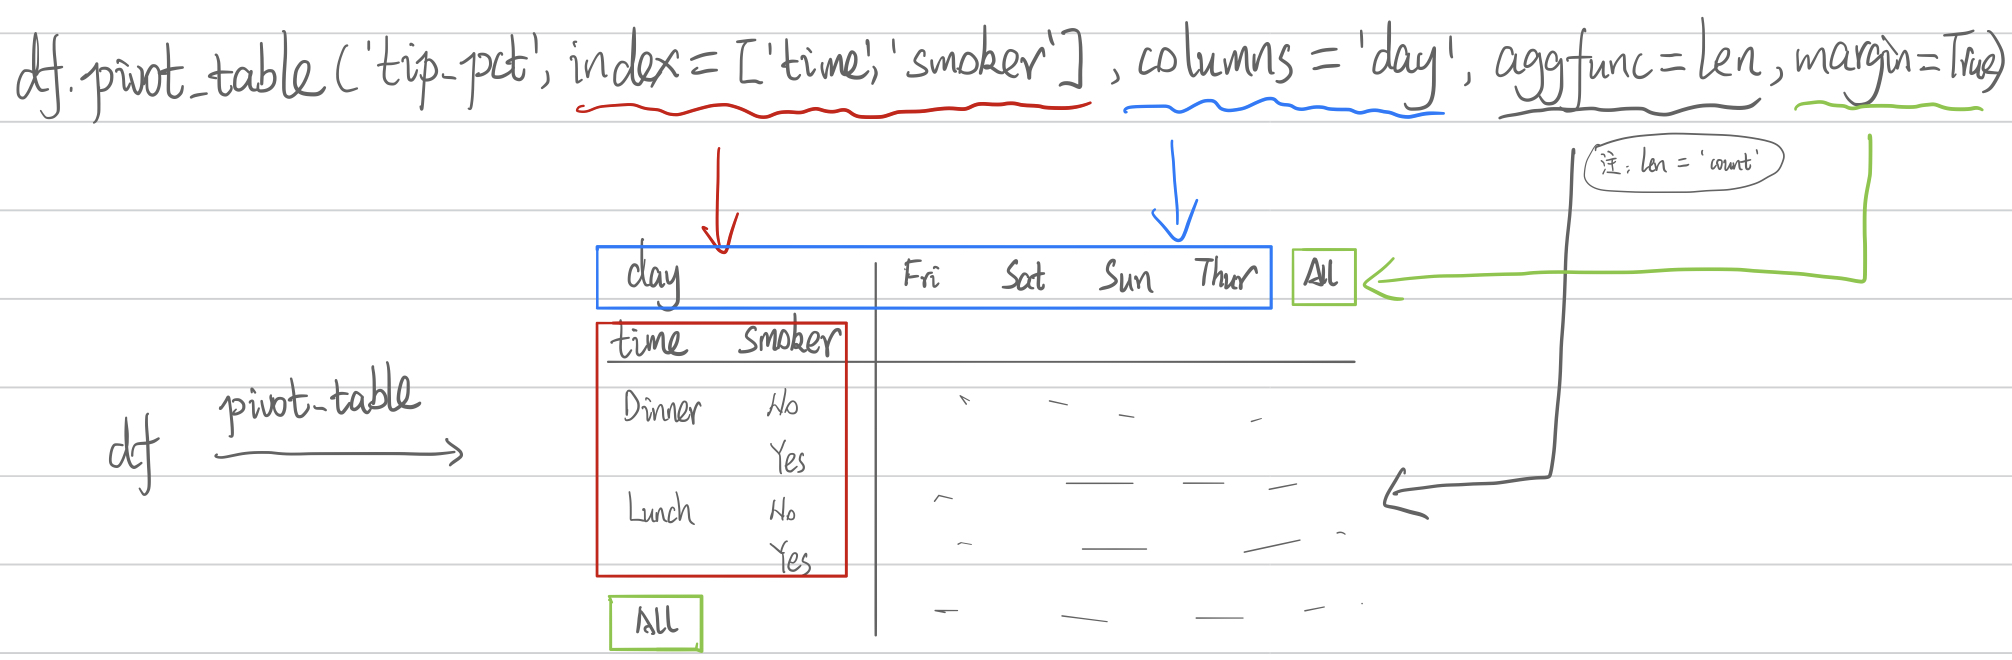 df.pivot_table('tip_pct', index=['time','smoker'], columns='day', aggfunc=len, margin=True)
注: len = 'count'
day Fri Sat Sun Thur All
time smoker
pivot_table
Dinner No
df
Yes
Lunch No
Yes
All